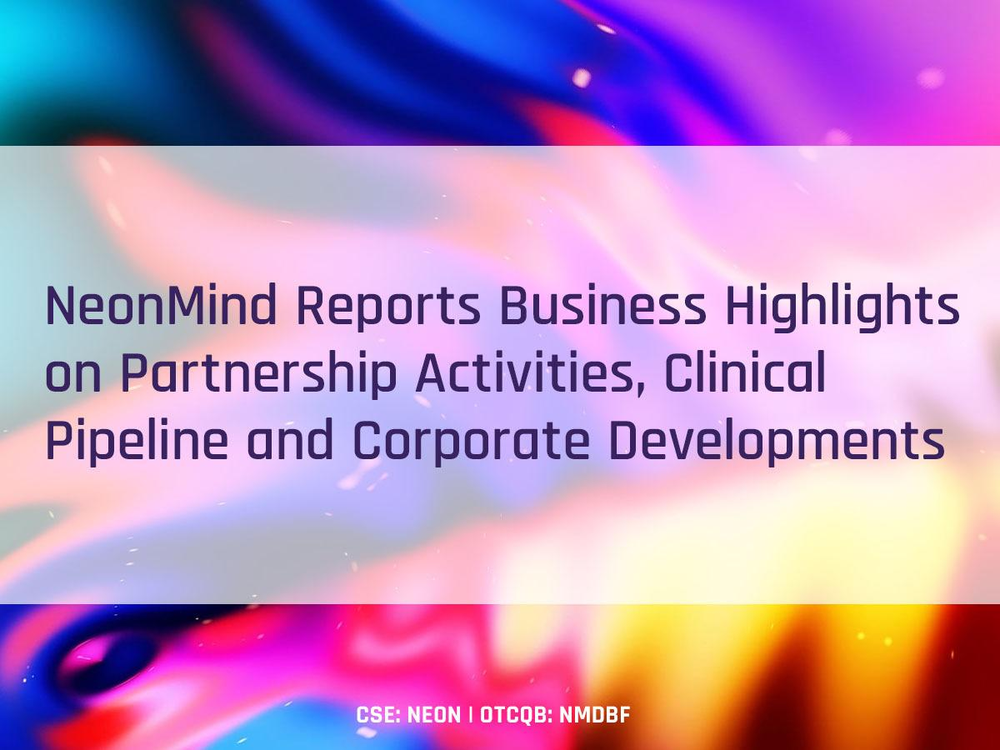 NeonMind Reports Business Highlights
on Partnership Activities, Clinical
Pipeline and Corporate Developments
CSE: NEON | OTCQB: NMDBF